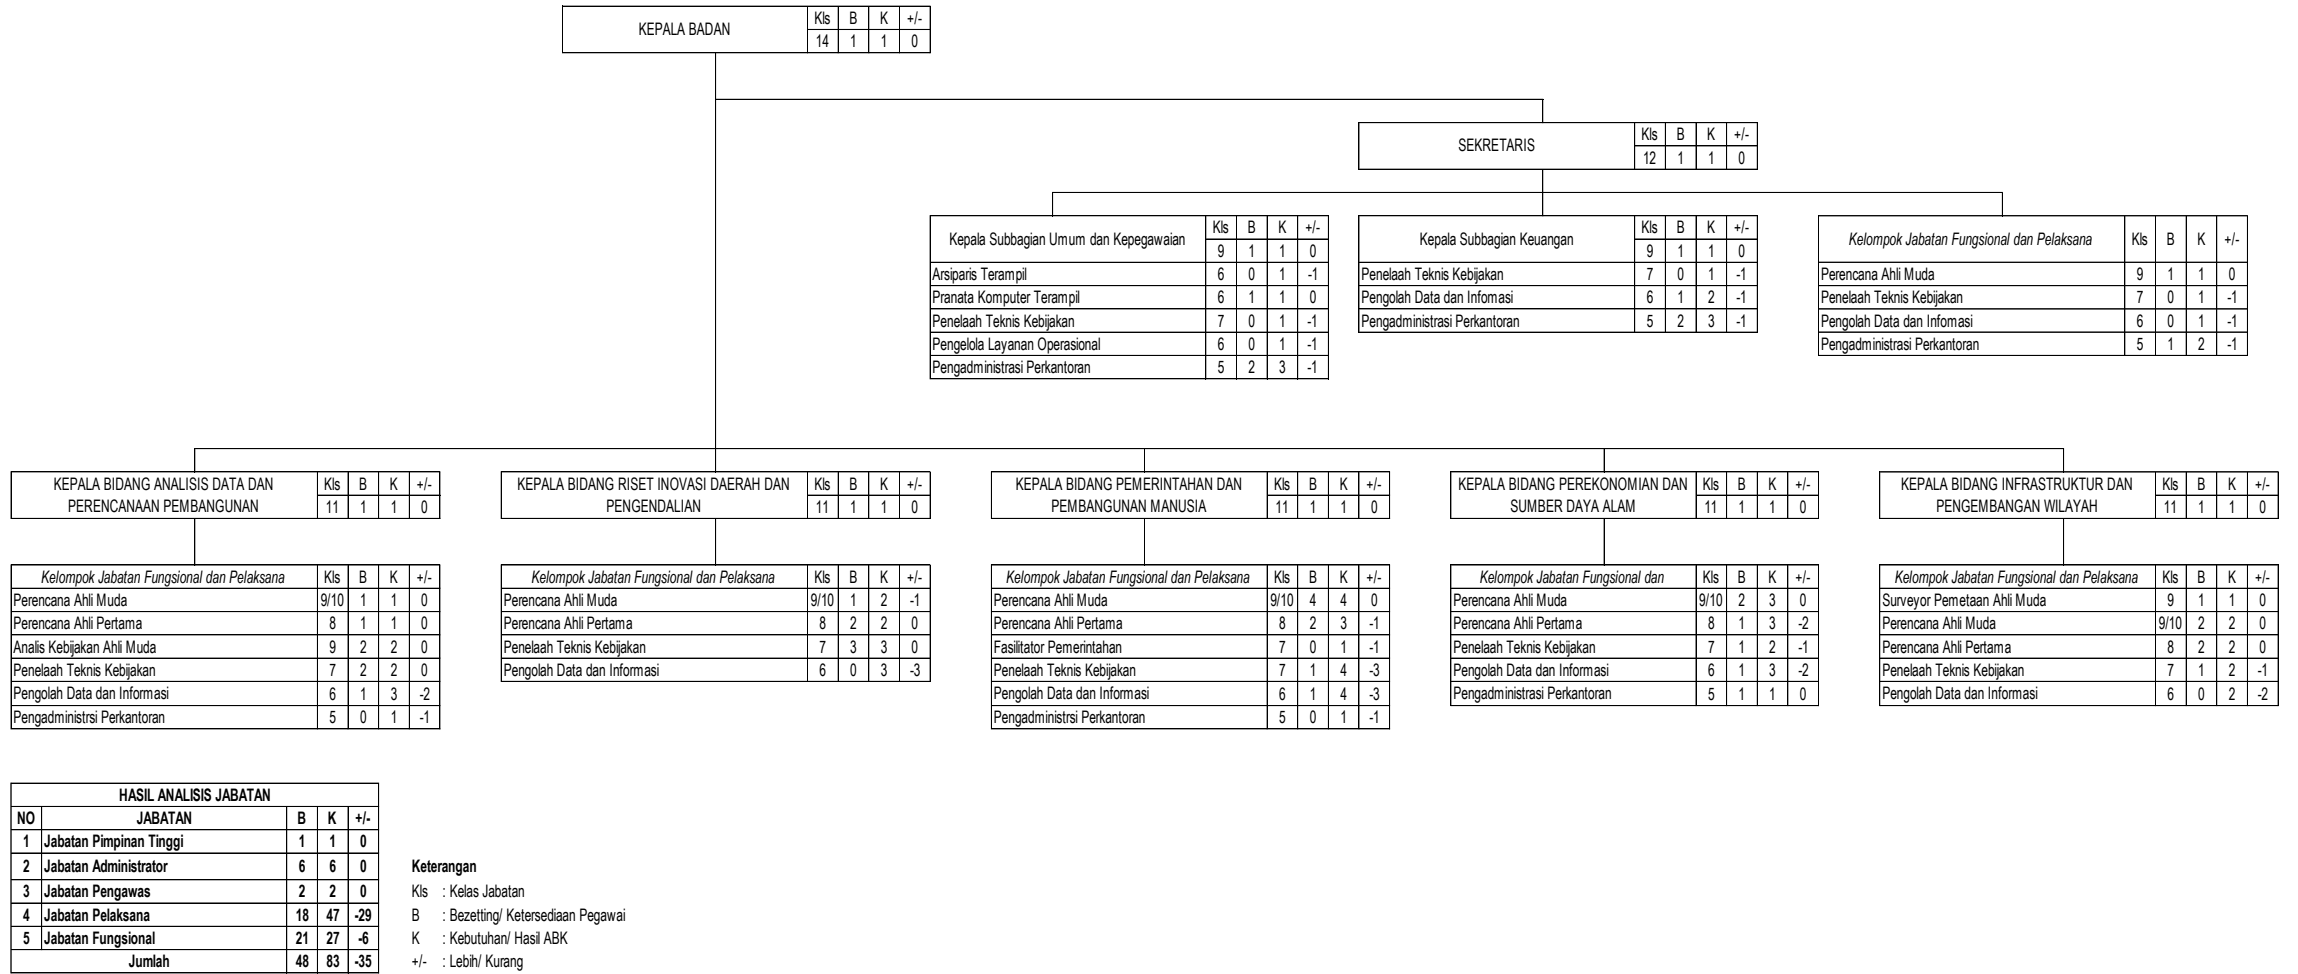 KEPALA BADAN
Kls B K +/-
14 1 1 0
SEKRETARIS
Kls B K +/-
12 1 1 0
Kepala Subbagian Umum dan Kepegawaian
Kls B K +/-
9 1 1 0
Arsiparis Terampil 6 0 1 -1
Pranata Komputer Terampil 6 1 1 0
Penelaah Teknis Kebijakan 7 0 1 -1
Pengelola Layanan Operasional 6 0 1 -1
Pengadministrasi Perkantoran 5 2 3 -1
Kepala Subbagian Keuangan
Kls B K +/-
9 1 1 0
Penelaah Teknis Kebijakan 7 0 1 -1
Pengolah Data dan Infomasi 6 1 2 -1
Pengadministrasi Perkantoran 5 2 3 -1
Kelompok Jabatan Fungsional dan Pelaksana Kls B K +/-
Perencana Ahli Muda 9 1 1 0
Penelaah Teknis Kebijakan 7 0 1 -1
Pengolah Data dan Infomasi 6 0 1 -1
Pengadministrasi Perkantoran 5 1 2 -1
KEPALA BIDANG ANALISIS DATA DAN
PERENCANAAN PEMBANGUNAN
Kls B K +/-
11 1 1 0
Kelompok Jabatan Fungsional dan Pelaksana Kls B K +/-
Perencana Ahli Muda 9/10 1 1 0
Perencana Ahli Pertama 8 1 1 0
Analis Kebijakan Ahli Muda 9 2 2 0
Penelaah Teknis Kebijakan 7 2 2 0
Pengolah Data dan Informasi 6 1 3 -2
Pengadministrsi Perkantoran 5 0 1 -1
KEPALA BIDANG RISET INOVASI DAERAH DAN
PENGENDALIAN
Kls B K +/-
11 1 1 0
Kelompok Jabatan Fungsional dan Pelaksana Kls B K +/-
Perencana Ahli Muda 9/10 1 2 -1
Perencana Ahli Pertama 8 2 2 0
Penelaah Teknis Kebijakan 7 3 3 0
Pengolah Data dan Informasi 6 0 3 -3
KEPALA BIDANG PEMERINTAHAN DAN
PEMBANGUNAN MANUSIA
Kls B K +/-
11 1 1 0
Kelompok Jabatan Fungsional dan Pelaksana Kls B K +/-
Perencana Ahli Muda 9/10 4 4 0
Perencana Ahli Pertama 8 2 3 -1
Fasilitator Pemerintahan 7 0 1 -1
Penelaah Teknis Kebijakan 7 1 4 -3
Pengolah Data dan Informasi 6 1 4 -3
Pengadministrsi Perkantoran 5 0 1 -1
KEPALA BIDANG PEREKONOMIAN DAN
SUMBER DAYA ALAM
Kls B K +/-
11 1 1 0
Kelompok Jabatan Fungsional dan Kls B K +/-
Perencana Ahli Muda 9/10 2 3 0
Perencana Ahli Pertama 8 1 3 -2
Penelaah Teknis Kebijakan 7 1 2 -1
Pengolah Data dan Informasi 6 1 3 -2
Pengadministrasi Perkantoran 5 1 1 0
KEPALA BIDANG INFRASTRUKTUR DAN
PENGEMBANGAN WILAYAH
Kls B K +/-
11 1 1 0
Kelompok Jabatan Fungsional dan Pelaksana Kls B K +/-
Surveyor Pemetaan Ahli Muda 9 1 1 0
Perencana Ahli Muda 9/10 2 2 0
Perencana Ahli Pertama 8 2 2 0
Penelaah Teknis Kebijakan 7 1 2 -1
Pengolah Data dan Informasi 6 0 2 -2
HASIL ANALISIS JABATAN
NO JABATAN B K +/-
1 Jabatan Pimpinan Tinggi 1 1 0
2 Jabatan Administrator 6 6 0
3 Jabatan Pengawas 2 2 0
4 Jabatan Pelaksana 18 47 -29
5 Jabatan Fungsional 21 27 -6
Jumlah 48 83 -35
Keterangan
Kls : Kelas Jabatan
B : Bezetting/ Ketersediaan Pegawai
K : Kebutuhan/ Hasil ABK
+/- : Lebih/ Kurang